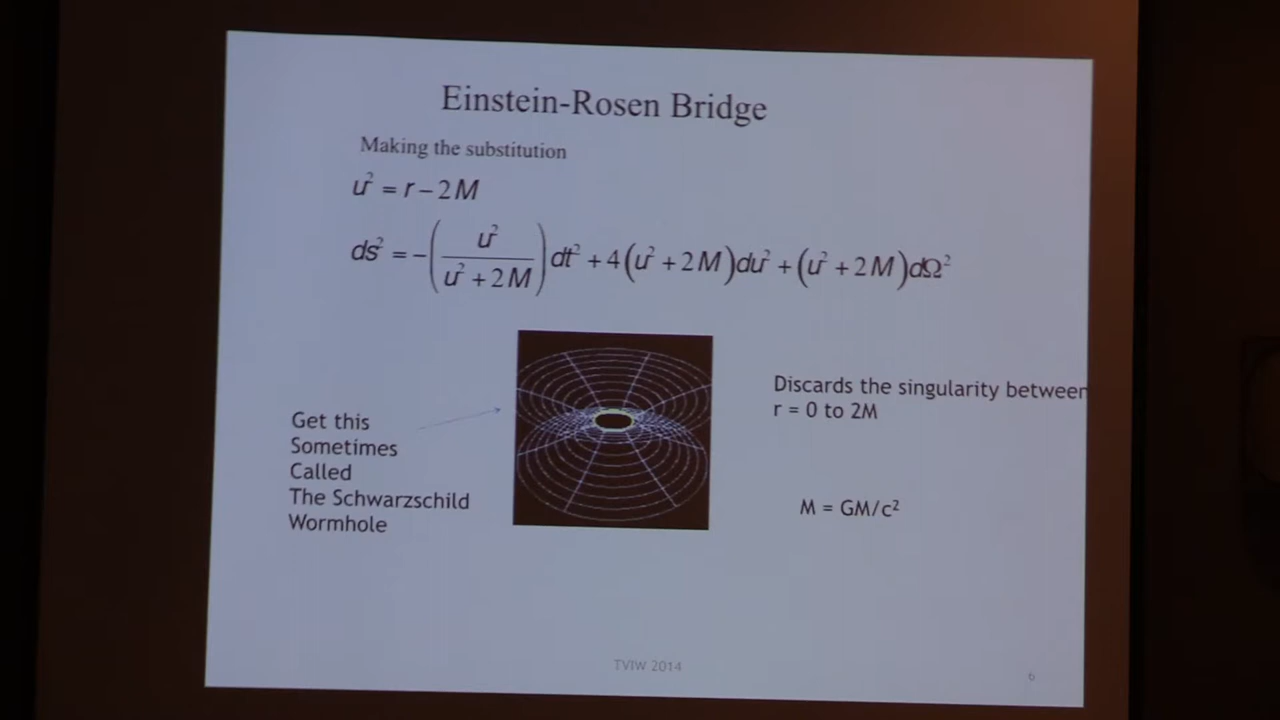 Einstein-Rosen Bridge
Making the substitution
u² = r − 2M
ds² = −(u² / (u² + 2M)) dt² + 4(u² + 2M)du² + (u² + 2M)dΩ²
Discards the singularity between
r = 0 to 2M
Get this
Sometimes
Called
The Schwarzschild
Wormhole
M = GM/c²
TVIW 2014
6